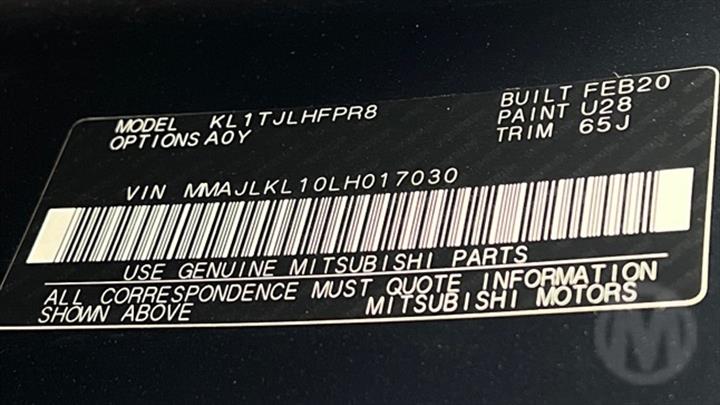 MODEL KL1TJLHFPR8 BUILT FEB20
OPTIONS A0Y PAINT U28
TRIM 65J
VIN MMAJLKL10LH017030
USE GENUINE MITSUBISHI PARTS
ALL CORRESPONDENCE MUST QUOTE INFORMATION
SHOWN ABOVE MITSUBISHI MOTORS
M